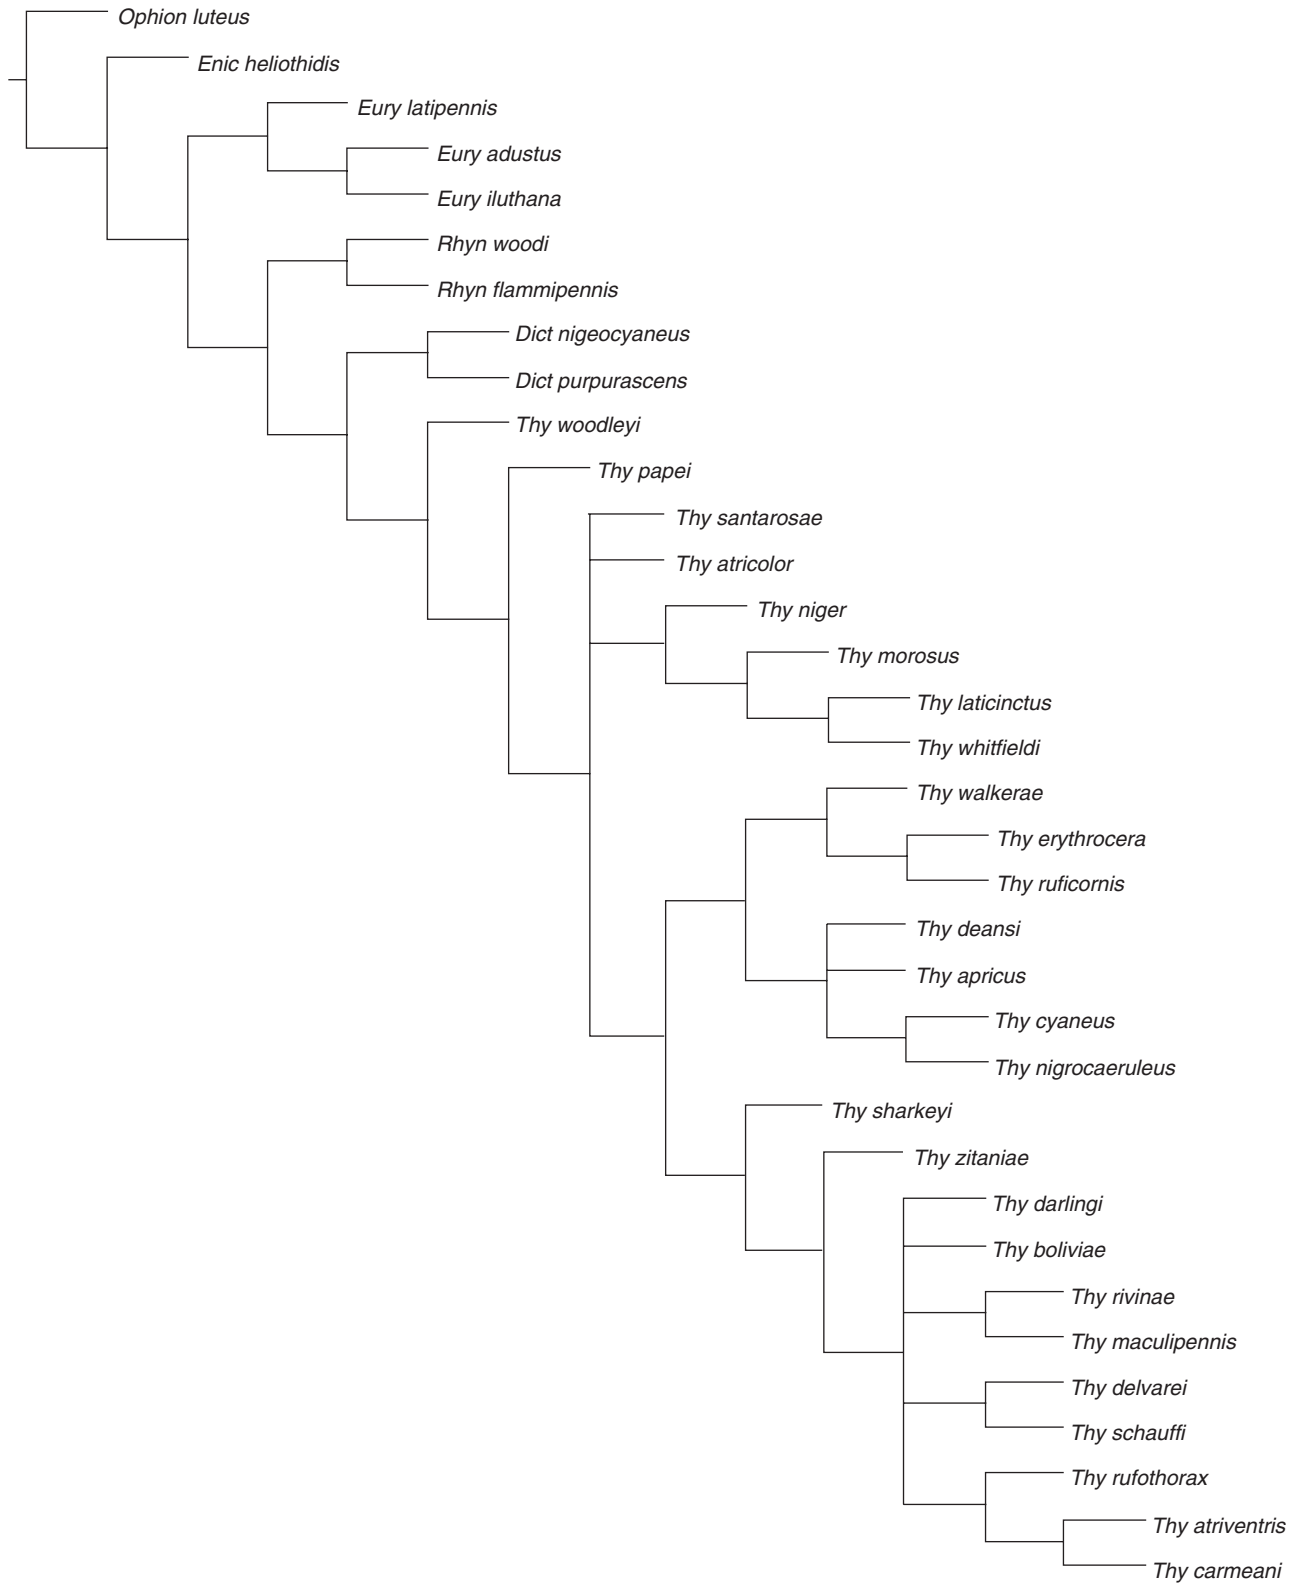 Ophion luteus
Enic heliothidis
Eury latipennis
Eury adustus
Eury iluthana
Rhyn woodi
Rhyn flammipennis
Dict nigeocyaneus
Dict purpurascens
Thy woodleyi
Thy papei
Thy santarosae
Thy atricolor
Thy niger
Thy morosus
Thy laticinctus
Thy whitfieldi
Thy walkerae
Thy erythrocera
Thy ruficornis
Thy deansi
Thy apricus
Thy cyaneus
Thy nigrocaeruleus
Thy sharkeyi
Thy zitaniae
Thy darlingi
Thy boliviae
Thy rivinae
Thy maculipennis
Thy delvarei
Thy schauffi
Thy rufothorax
Thy atriventris
Thy carmeani